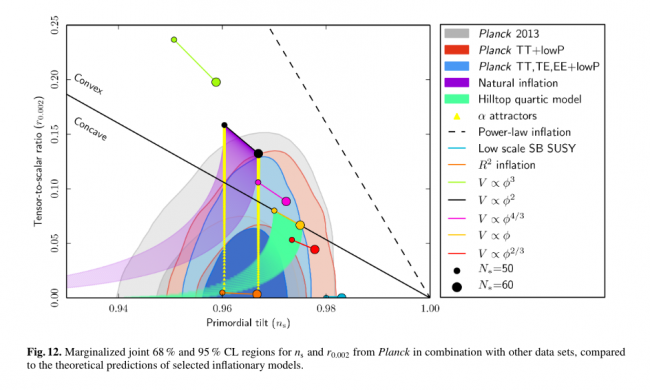 0.25
0.20
0.15
0.10
0.05
0.00
Tensor-to-scalar ratio (r0.002)
Convex
Concave
0.94
0.96
0.98
1.00
Primordial tilt (ns)
Planck 2013
Planck TT+lowP
Planck TT,TE,EE+lowP
Natural inflation
Hilltop quartic model
α attractors
Power-law inflation
Low scale SB SUSY
R² inflation
V ∝ ϕ³
V ∝ ϕ²
V ∝ ϕ^4/3
V ∝ ϕ
V ∝ ϕ^2/3
N*=50
N*=60
Fig. 12. Marginalized joint 68 % and 95 % CL regions for ns and r0.002 from Planck in combination with other data sets, compared
to the theoretical predictions of selected inflationary models.